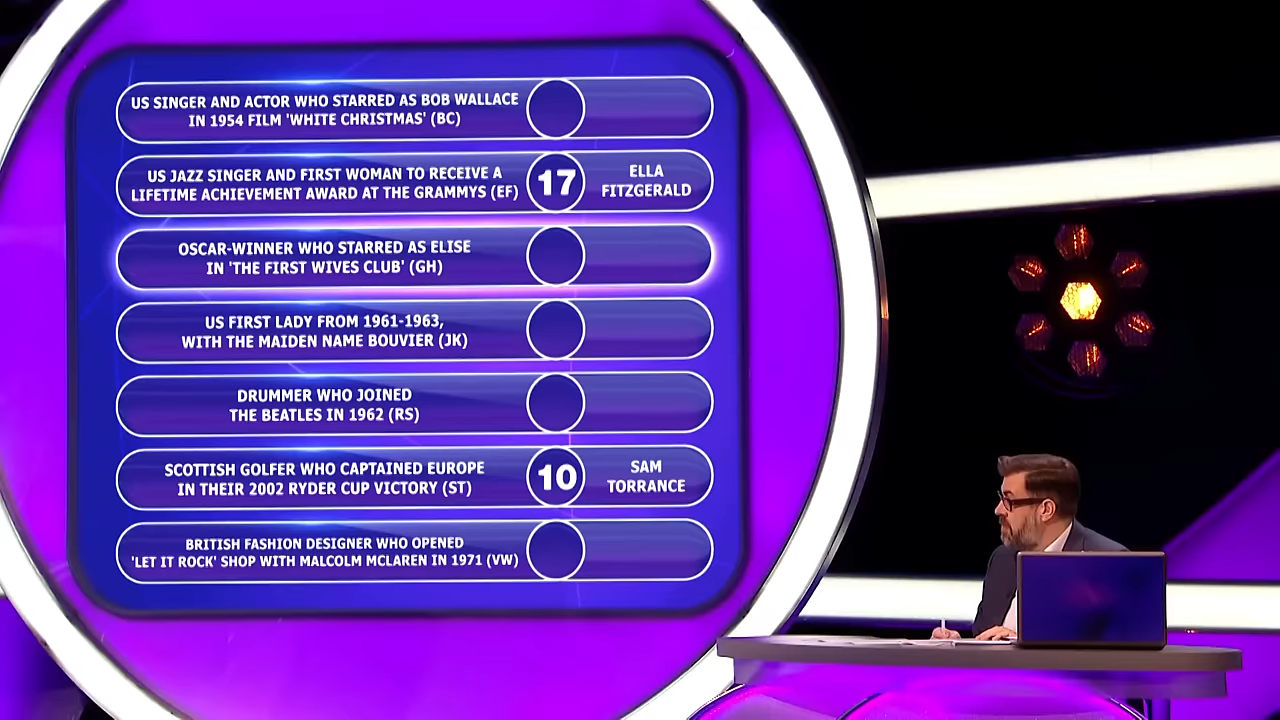 US SINGER AND ACTOR WHO STARRED AS BOB WALLACE
IN 1954 FILM 'WHITE CHRISTMAS' (BC)
US JAZZ SINGER AND FIRST WOMAN TO RECEIVE A
LIFETIME ACHIEVEMENT AWARD AT THE GRAMMYS (EF)
17
ELLA
FITZGERALD
OSCAR-WINNER WHO STARRED AS ELISE
IN 'THE FIRST WIVES CLUB' (GH)
US FIRST LADY FROM 1961-1963,
WITH THE MAIDEN NAME BOUVIER (JK)
DRUMMER WHO JOINED
THE BEATLES IN 1962 (RS)
SCOTTISH GOLFER WHO CAPTAINED EUROPE
IN THEIR 2002 RYDER CUP VICTORY (ST)
10
SAM
TORRANCE
BRITISH FASHION DESIGNER WHO OPENED
'LET IT ROCK' SHOP WITH MALCOLM MCLAREN IN 1971 (VW)